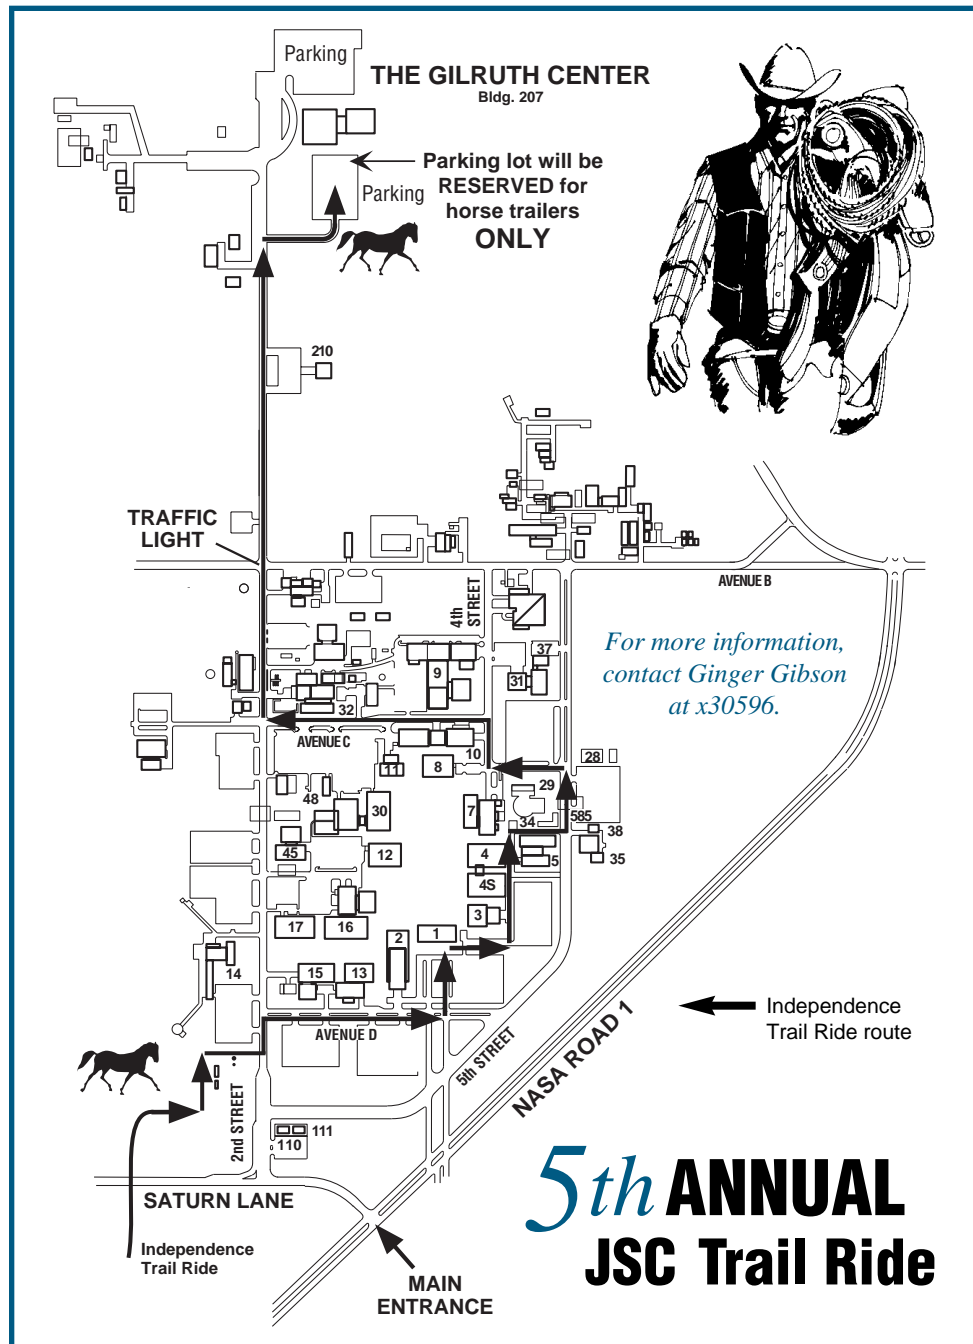 Parking
THE GILRUTH CENTER
Bldg. 207
Parking lot will be
RESERVED for
horse trailers
ONLY
Parking
210
TRAFFIC
LIGHT
AVENUE B
4th
STREET
For more information,
contact Ginger Gibson
at x30596.
37
9
31
32
AVENUE C
10
28
11
8
29
48
30
7
34
585
38
45
12
4
5
35
4S
3
17
16
1
2
14
15
13
AVENUE D
5th STREET
NASA ROAD 1
Independence
Trail Ride route
2nd STREET
111
110
SATURN LANE
Independence
Trail Ride
MAIN
ENTRANCE
5th ANNUAL
JSC Trail Ride